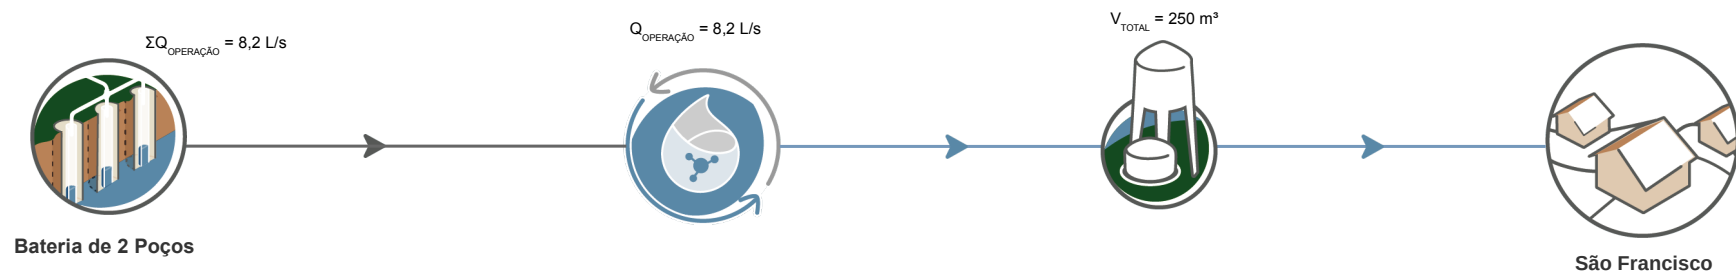 ΣQOPERAÇÃO = 8,2 L/s
QOPERAÇÃO = 8,2 L/s
VTOTAL = 250 m³
Bateria de 2 Poços
São Francisco